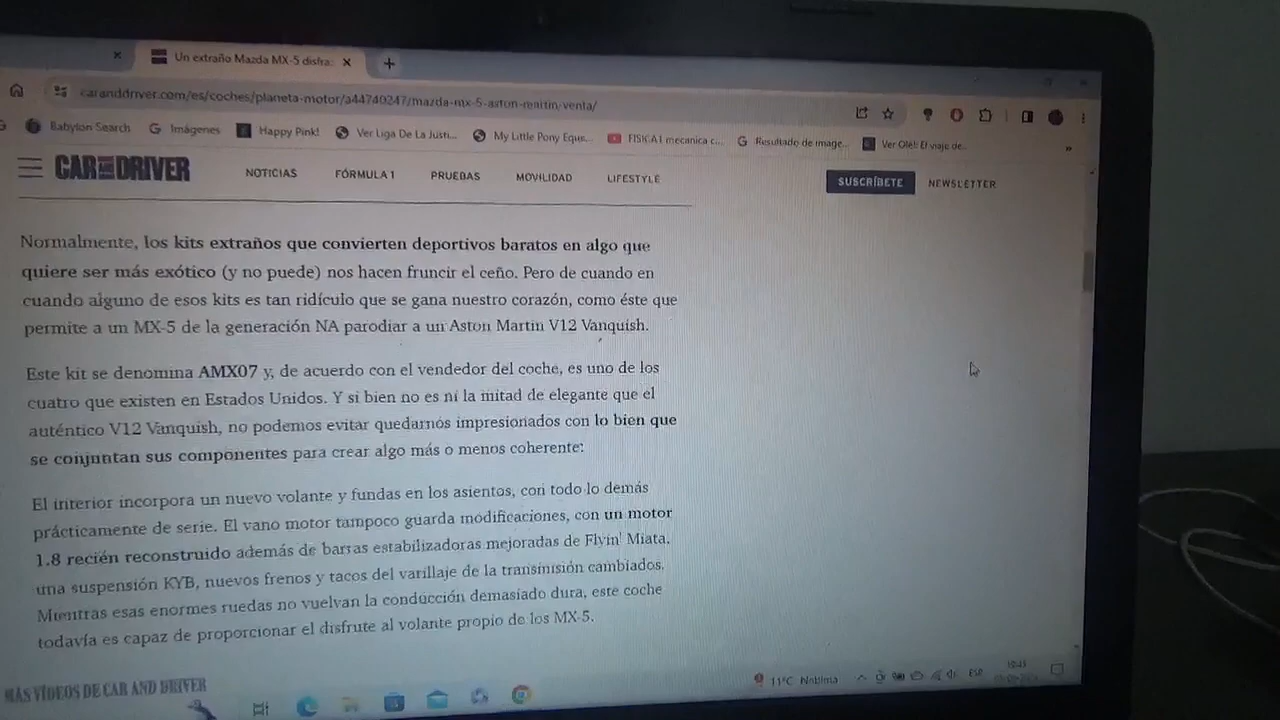 Un extraño Mazda MX-5 disfra:
caranddriver.com/es/coches/planeta-motor/a44740247/mazda-mx-5-aston-martin-venta/
Babylon Search Imágenes Happy Pink! Ver Liga De La Justi... My Little Pony Eque... FISICA I mecanica c... Resultado de image... Ver Olé!: El viaje de...
CAR AND DRIVER NOTICIAS FÓRMULA 1 PRUEBAS MOVILIDAD LIFESTYLE SUSCRÍBETE NEWSLETTER
Normalmente, los kits extraños que convierten deportivos baratos en algo que
quiere ser más exótico (y no puede) nos hacen fruncir el ceño. Pero de cuando en
cuando alguno de esos kits es tan ridículo que se gana nuestro corazón, como éste que
permite a un MX-5 de la generación NA parodiar a un Aston Martin V12 Vanquish.
Este kit se denomina AMX07 y, de acuerdo con el vendedor del coche, es uno de los
cuatro que existen en Estados Unidos. Y si bien no es ni la mitad de elegante que el
auténtico V12 Vanquish, no podemos evitar quedarnos impresionados con lo bien que
se conjuntan sus componentes para crear algo más o menos coherente:
El interior incorpora un nuevo volante y fundas en los asientos, con todo lo demás
prácticamente de serie. El vano motor tampoco guarda modificaciones, con un motor
1.8 recién reconstruido además de barras estabilizadoras mejoradas de Flyin' Miata,
una suspensión KYB, nuevos frenos y tacos del varillaje de la transmisión cambiados.
Mientras esas enormes ruedas no vuelvan la conducción demasiado dura, este coche
todavía es capaz de proporcionar el disfrute al volante propio de los MX-5.
MÁS VÍDEOS DE CAR AND DRIVER
11°C Neblina ESP